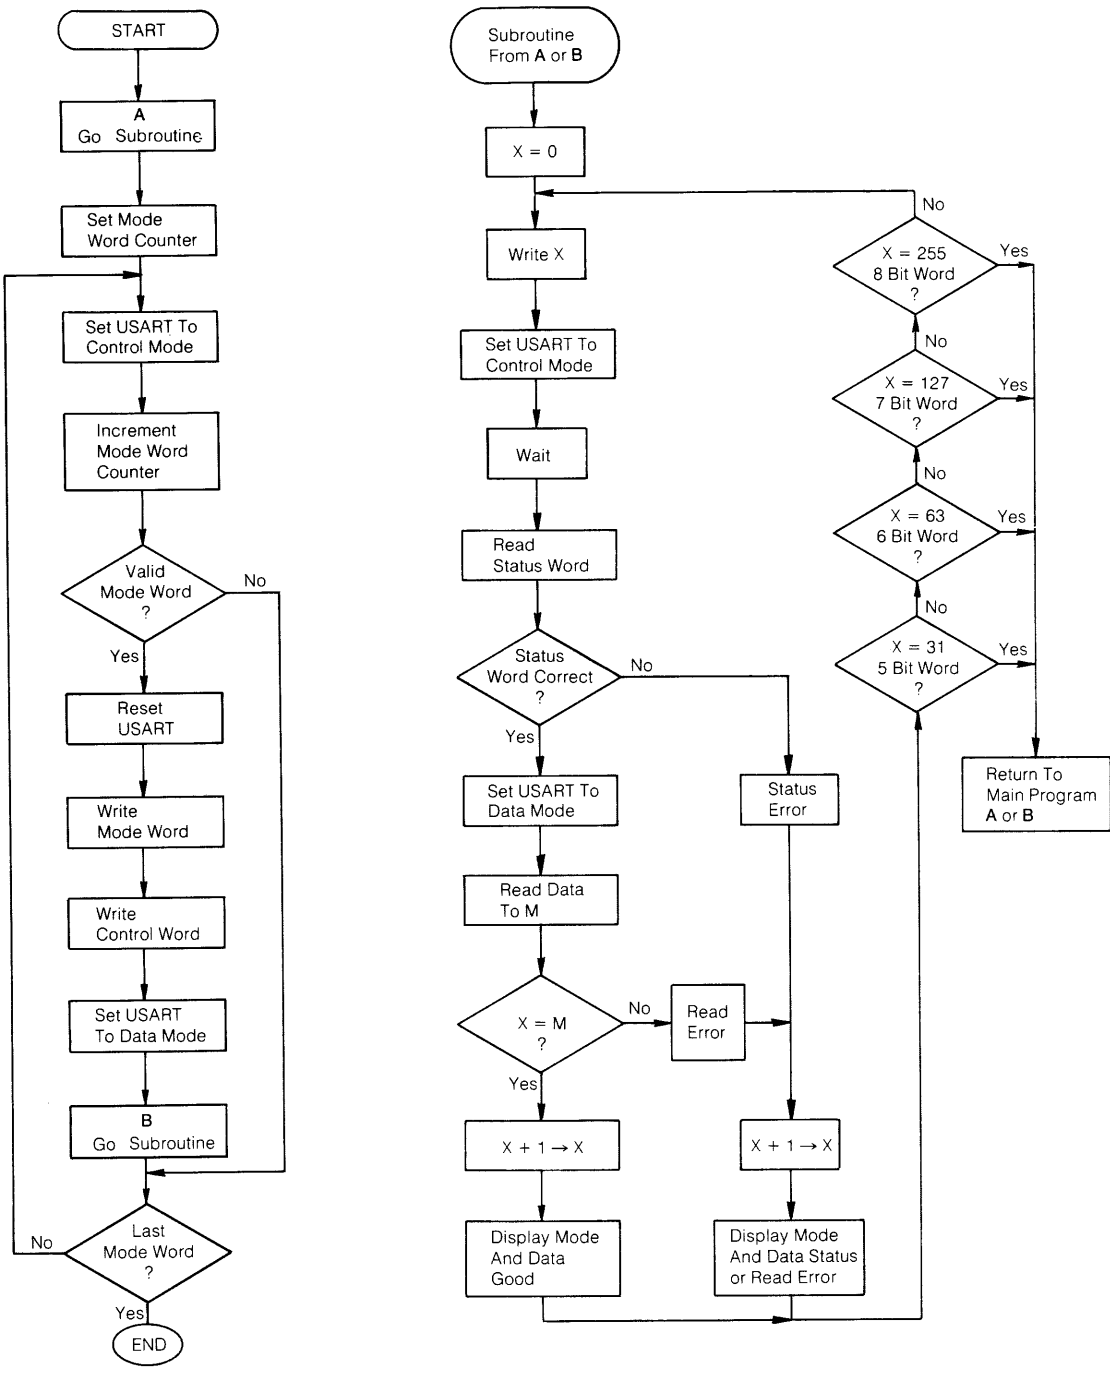 START
A
Go Subroutine
Set Mode
Word Counter
Set USART To
Control Mode
Increment
Mode Word
Counter
Valid
Mode Word
?
No
Yes
Reset
USART
Write
Mode Word
Write
Control Word
Set USART
To Data Mode
B
Go Subroutine
Last
Mode Word
?
No
Yes
END
Subroutine
From A or B
X = 0
Write X
Set USART To
Control Mode
Wait
Read
Status Word
Status
Word Correct
?
No
Yes
Set USART To
Data Mode
Read Data
To M
X = M
?
No
Yes
Read
Error
Status
Error
X + 1 → X
Display Mode
And Data
Good
X + 1 → X
Display Mode
And Data Status
or Read Error
No
X = 255
8 Bit Word
?
Yes
No
X = 127
7 Bit Word
?
Yes
No
X = 63
6 Bit Word
?
Yes
No
X = 31
5 Bit Word
?
Yes
Return To
Main Program
A or B